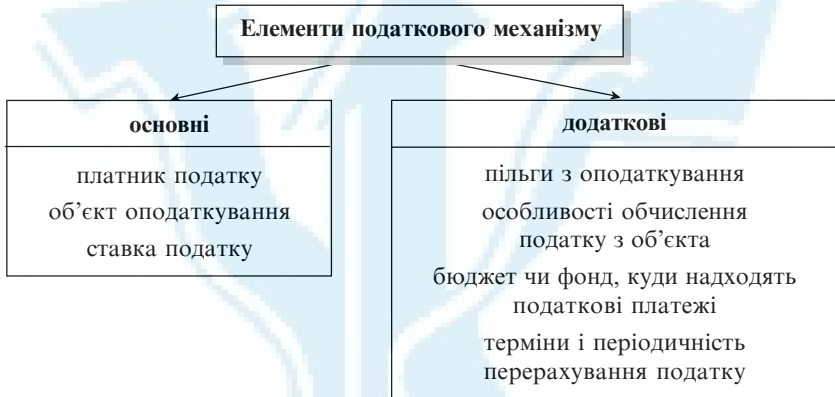 Елементи податкового механізму
основні
платник податку
об’єкт оподаткування
ставка податку
додаткові
пільги з оподаткування
особливості обчислення
податку з об’єкта
бюджет чи фонд, куди надходять
податкові платежі
терміни і періодичність
перерахування податку